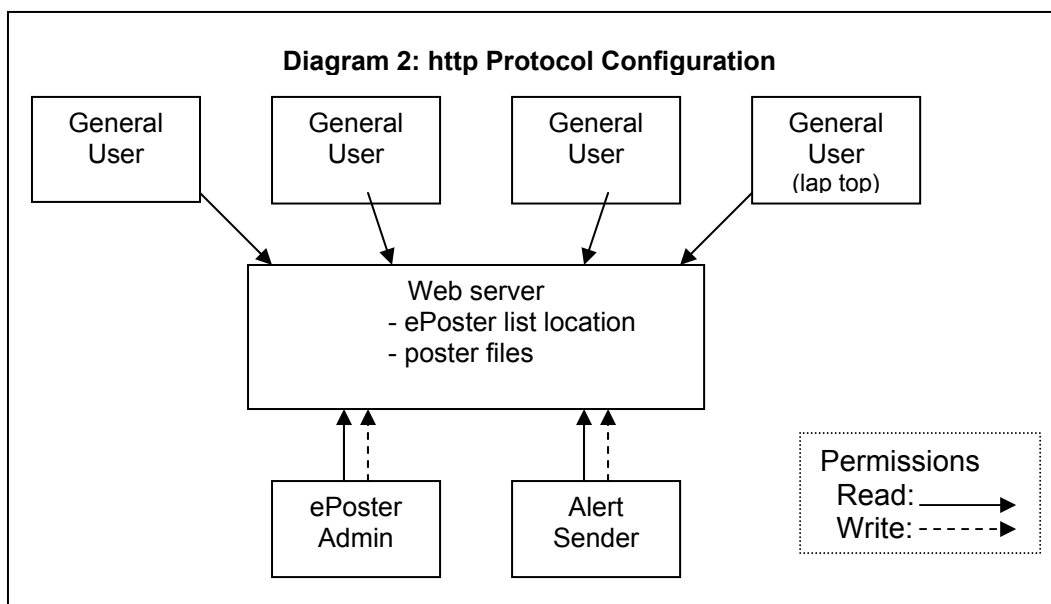 Diagram 2: http Protocol Configuration
General
User
General
User
General
User
General
User
(lap top)
Web server
- ePoster list location
- poster files
ePoster
Admin
Alert
Sender
Permissions
Read:
Write: